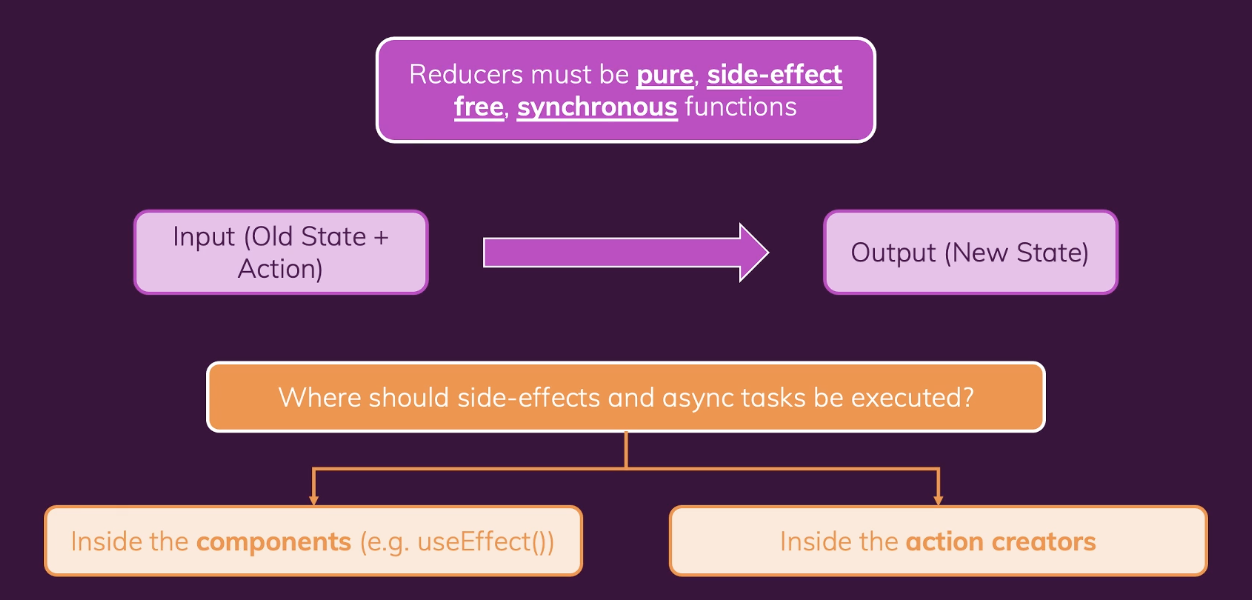 Reducers must be pure, side-effect
free, synchronous functions
Input (Old State +
Action)
Output (New State)
Where should side-effects and async tasks be executed?
Inside the components (e.g. useEffect())
Inside the action creators